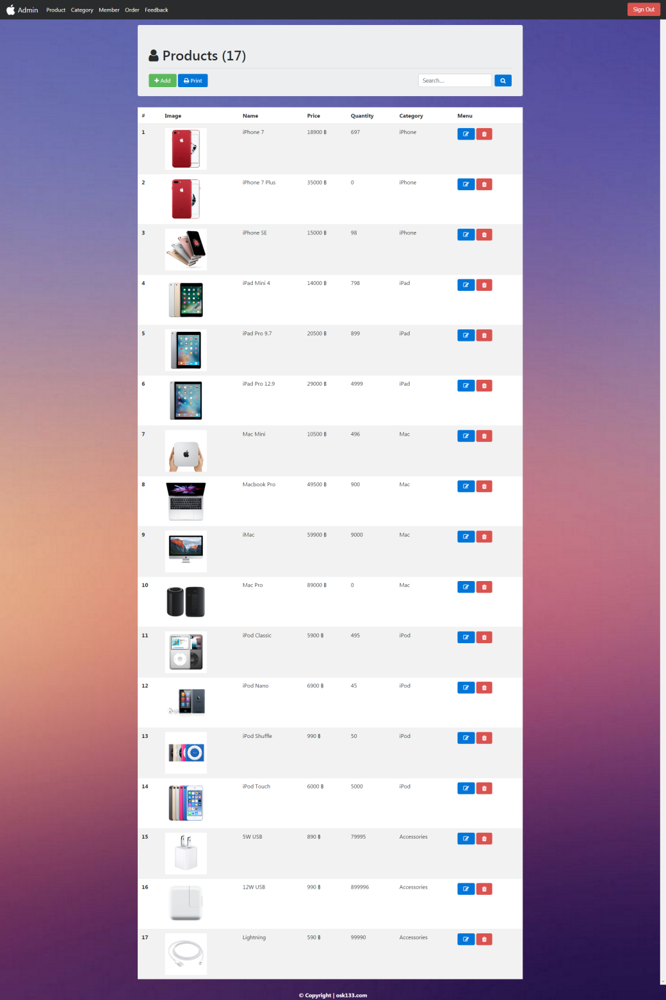 Admin Product Category Member Order Feedback Sign Out
Products (17)
Add Print Search...
# Image Name Price Quantity Category Menu
1 iPhone 7 18900 ฿ 697 iPhone
2 iPhone 7 Plus 35000 ฿ 0 iPhone
3 iPhone SE 15000 ฿ 98 iPhone
4 iPad Mini 4 14000 ฿ 798 iPad
5 iPad Pro 9.7 20500 ฿ 899 iPad
6 iPad Pro 12.9 29000 ฿ 4999 iPad
7 Mac Mini 10500 ฿ 496 Mac
8 Macbook Pro 49500 ฿ 900 Mac
9 iMac 59900 ฿ 9000 Mac
10 Mac Pro 89000 ฿ 0 Mac
11 iPod Classic 5900 ฿ 495 iPod
12 iPod Nano 6900 ฿ 45 iPod
13 iPod Shuffle 990 ฿ 50 iPod
14 iPod Touch 6000 ฿ 5000 iPod
15 5W USB 890 ฿ 79995 Accessories
16 12W USB 990 ฿ 899996 Accessories
17 Lightning 590 ฿ 99990 Accessories
© Copyright | osk133.com